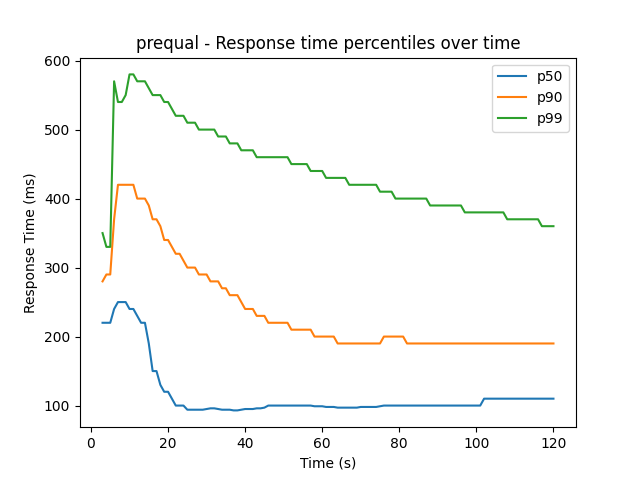 prequal - Response time percentiles over time
p50
p90
p99
Response Time (ms)
600
500
400
300
200
100
0 20 40 60 80 100 120
Time (s)